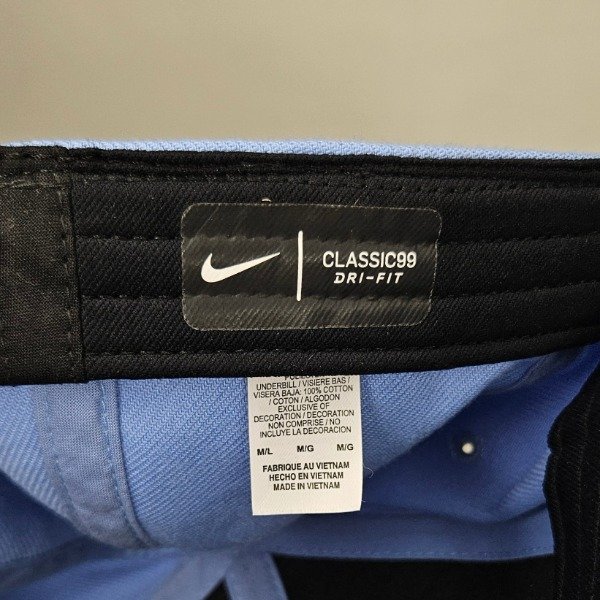 CLASSIC99
DRI-FIT
UNDERBILL / VISIERE BAS /
VISERA BAJA: 100% COTTON
/ COTON / ALGODON
EXCLUSIVE OF
DECORATION / DECORATION
NON COMPRISE / NO
INCLUYE LA DECORACION
M/L M/G M/G
FABRIQUE AU VIETNAM
HECHO EN VIETNAM
MADE IN VIETNAM